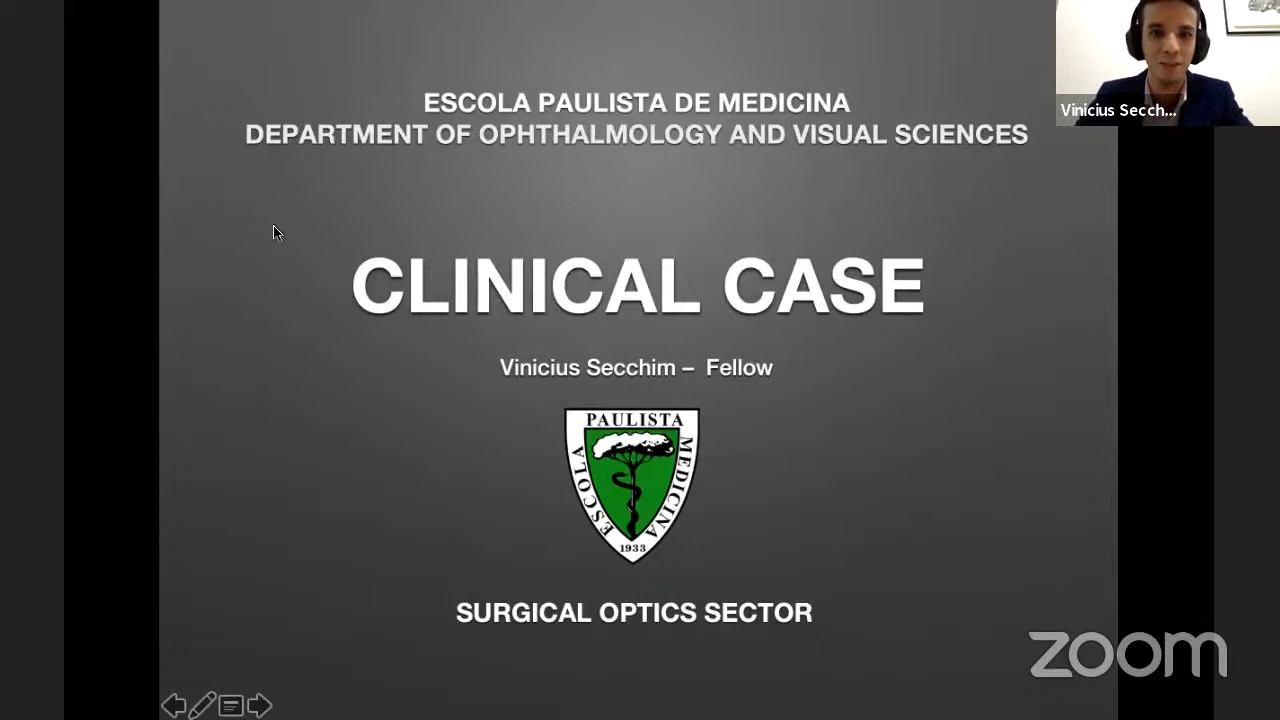 ESCOLA PAULISTA DE MEDICINA
DEPARTMENT OF OPHTHALMOLOGY AND VISUAL SCIENCES
Vinicius Secch...
CLINICAL CASE
Vinicius Secchim – Fellow
PAULISTA
ESCOLA
MEDICINA
1933
SURGICAL OPTICS SECTOR
zoom